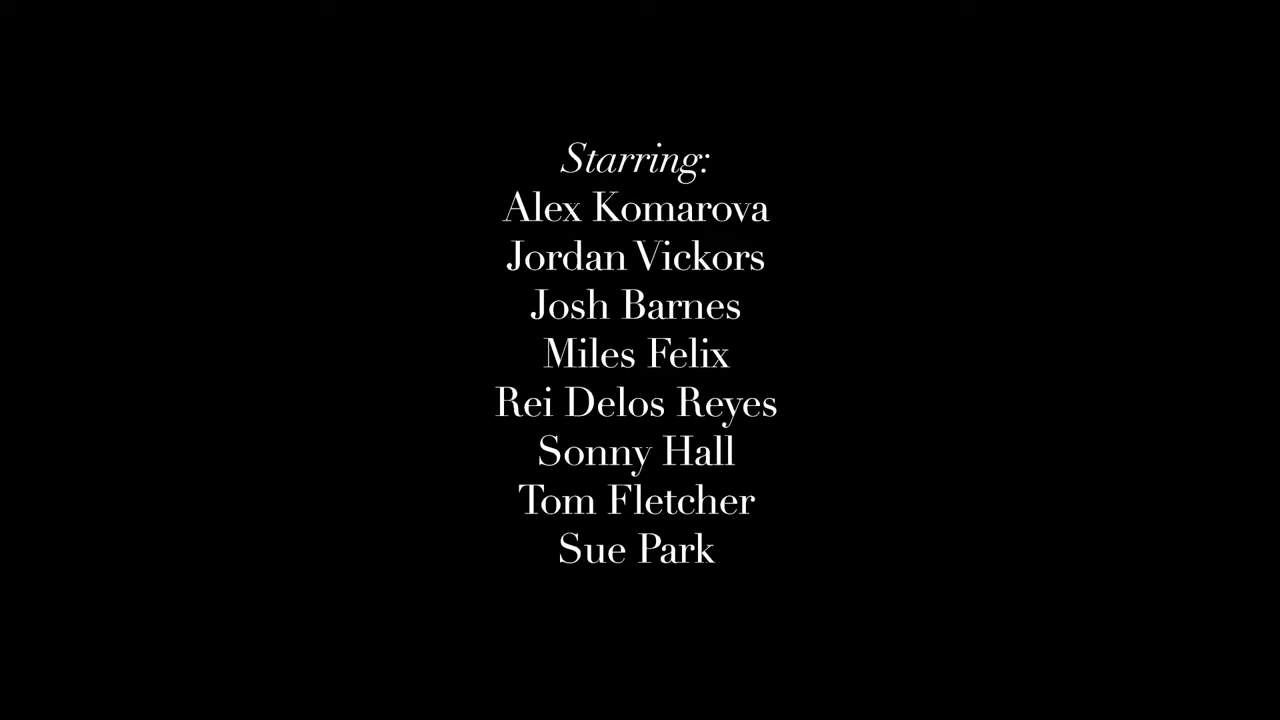 Starring:
Alex Komarova
Jordan Vickors
Josh Barnes
Miles Felix
Rei Delos Reyes
Sonny Hall
Tom Fletcher
Sue Park